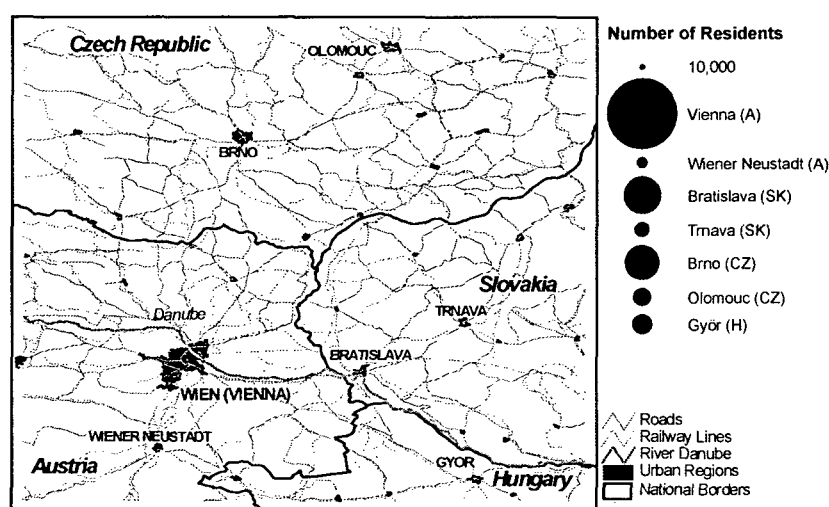 Czech Republic
OLOMOUC
BRNO
Slovakia
Danube
TRNAVA
BRATISLAVA
WIEN (VIENNA)
WIENER NEUSTADT
Austria
GYOR
Hungary
Number of Residents
10,000
Vienna (A)
Wiener Neustadt (A)
Bratislava (SK)
Trnava (SK)
Brno (CZ)
Olomouc (CZ)
Györ (H)
Roads
Railway Lines
River Danube
Urban Regions
National Borders